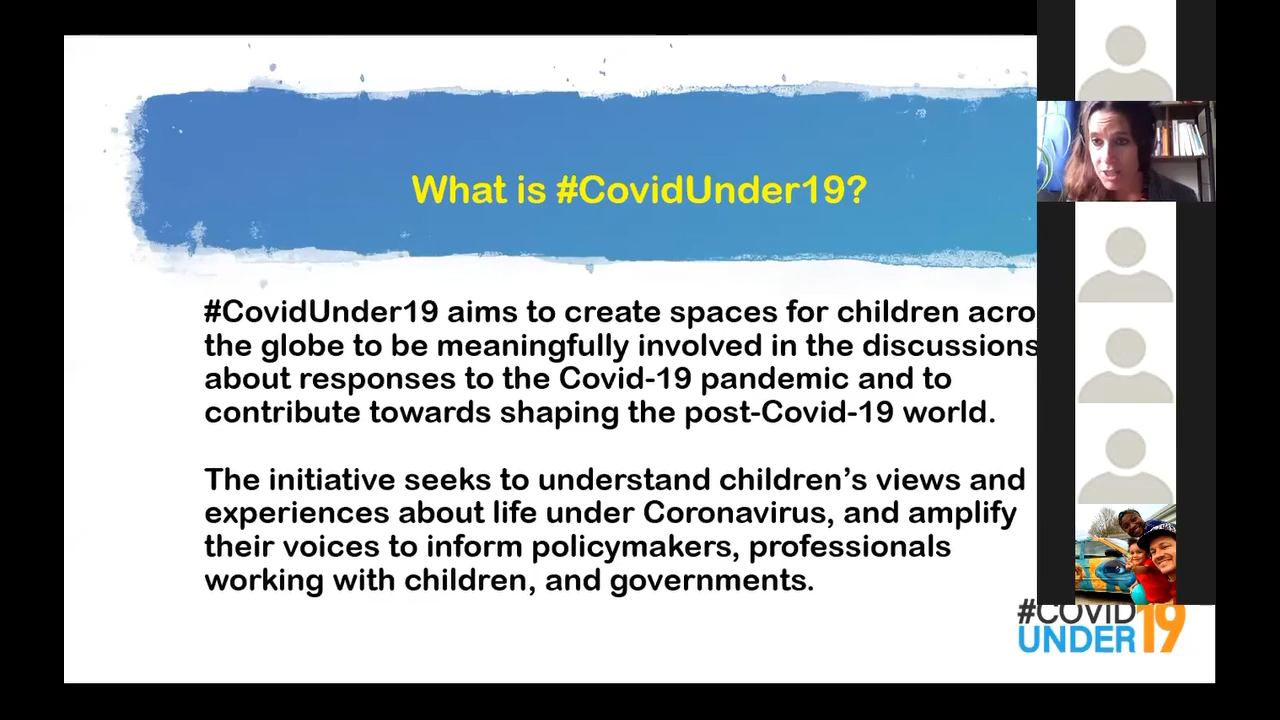 What is #CovidUnder19?
#CovidUnder19 aims to create spaces for children acro
the globe to be meaningfully involved in the discussions
about responses to the Covid-19 pandemic and to
contribute towards shaping the post-Covid-19 world.
The initiative seeks to understand children’s views and
experiences about life under Coronavirus, and amplify
their voices to inform policymakers, professionals
working with children, and governments.
#COVID
UNDER19